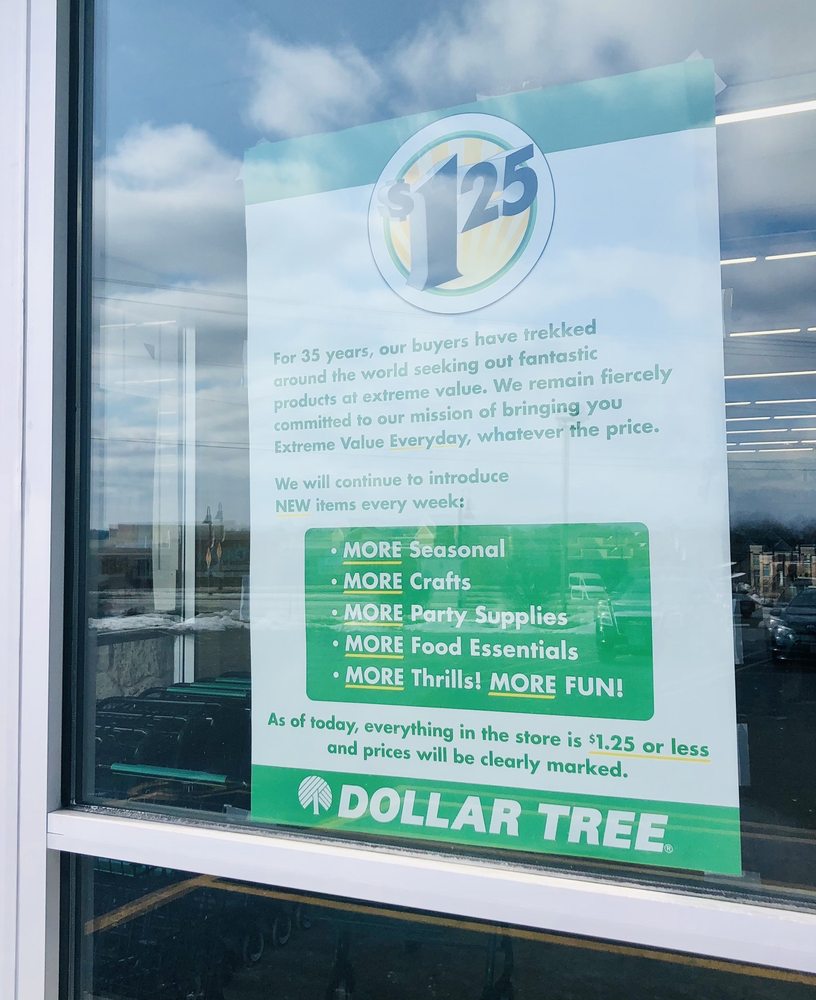 $1.25
For 35 years, our buyers have trekked
around the world seeking out fantastic
products at extreme value. We remain fiercely
committed to our mission of bringing you
Extreme Value Everyday, whatever the price.
We will continue to introduce
NEW items every week:
• MORE Seasonal
• MORE Crafts
• MORE Party Supplies
• MORE Food Essentials
• MORE Thrills! MORE FUN!
As of today, everything in the store is $1.25 or less
and prices will be clearly marked.
DOLLAR TREE®